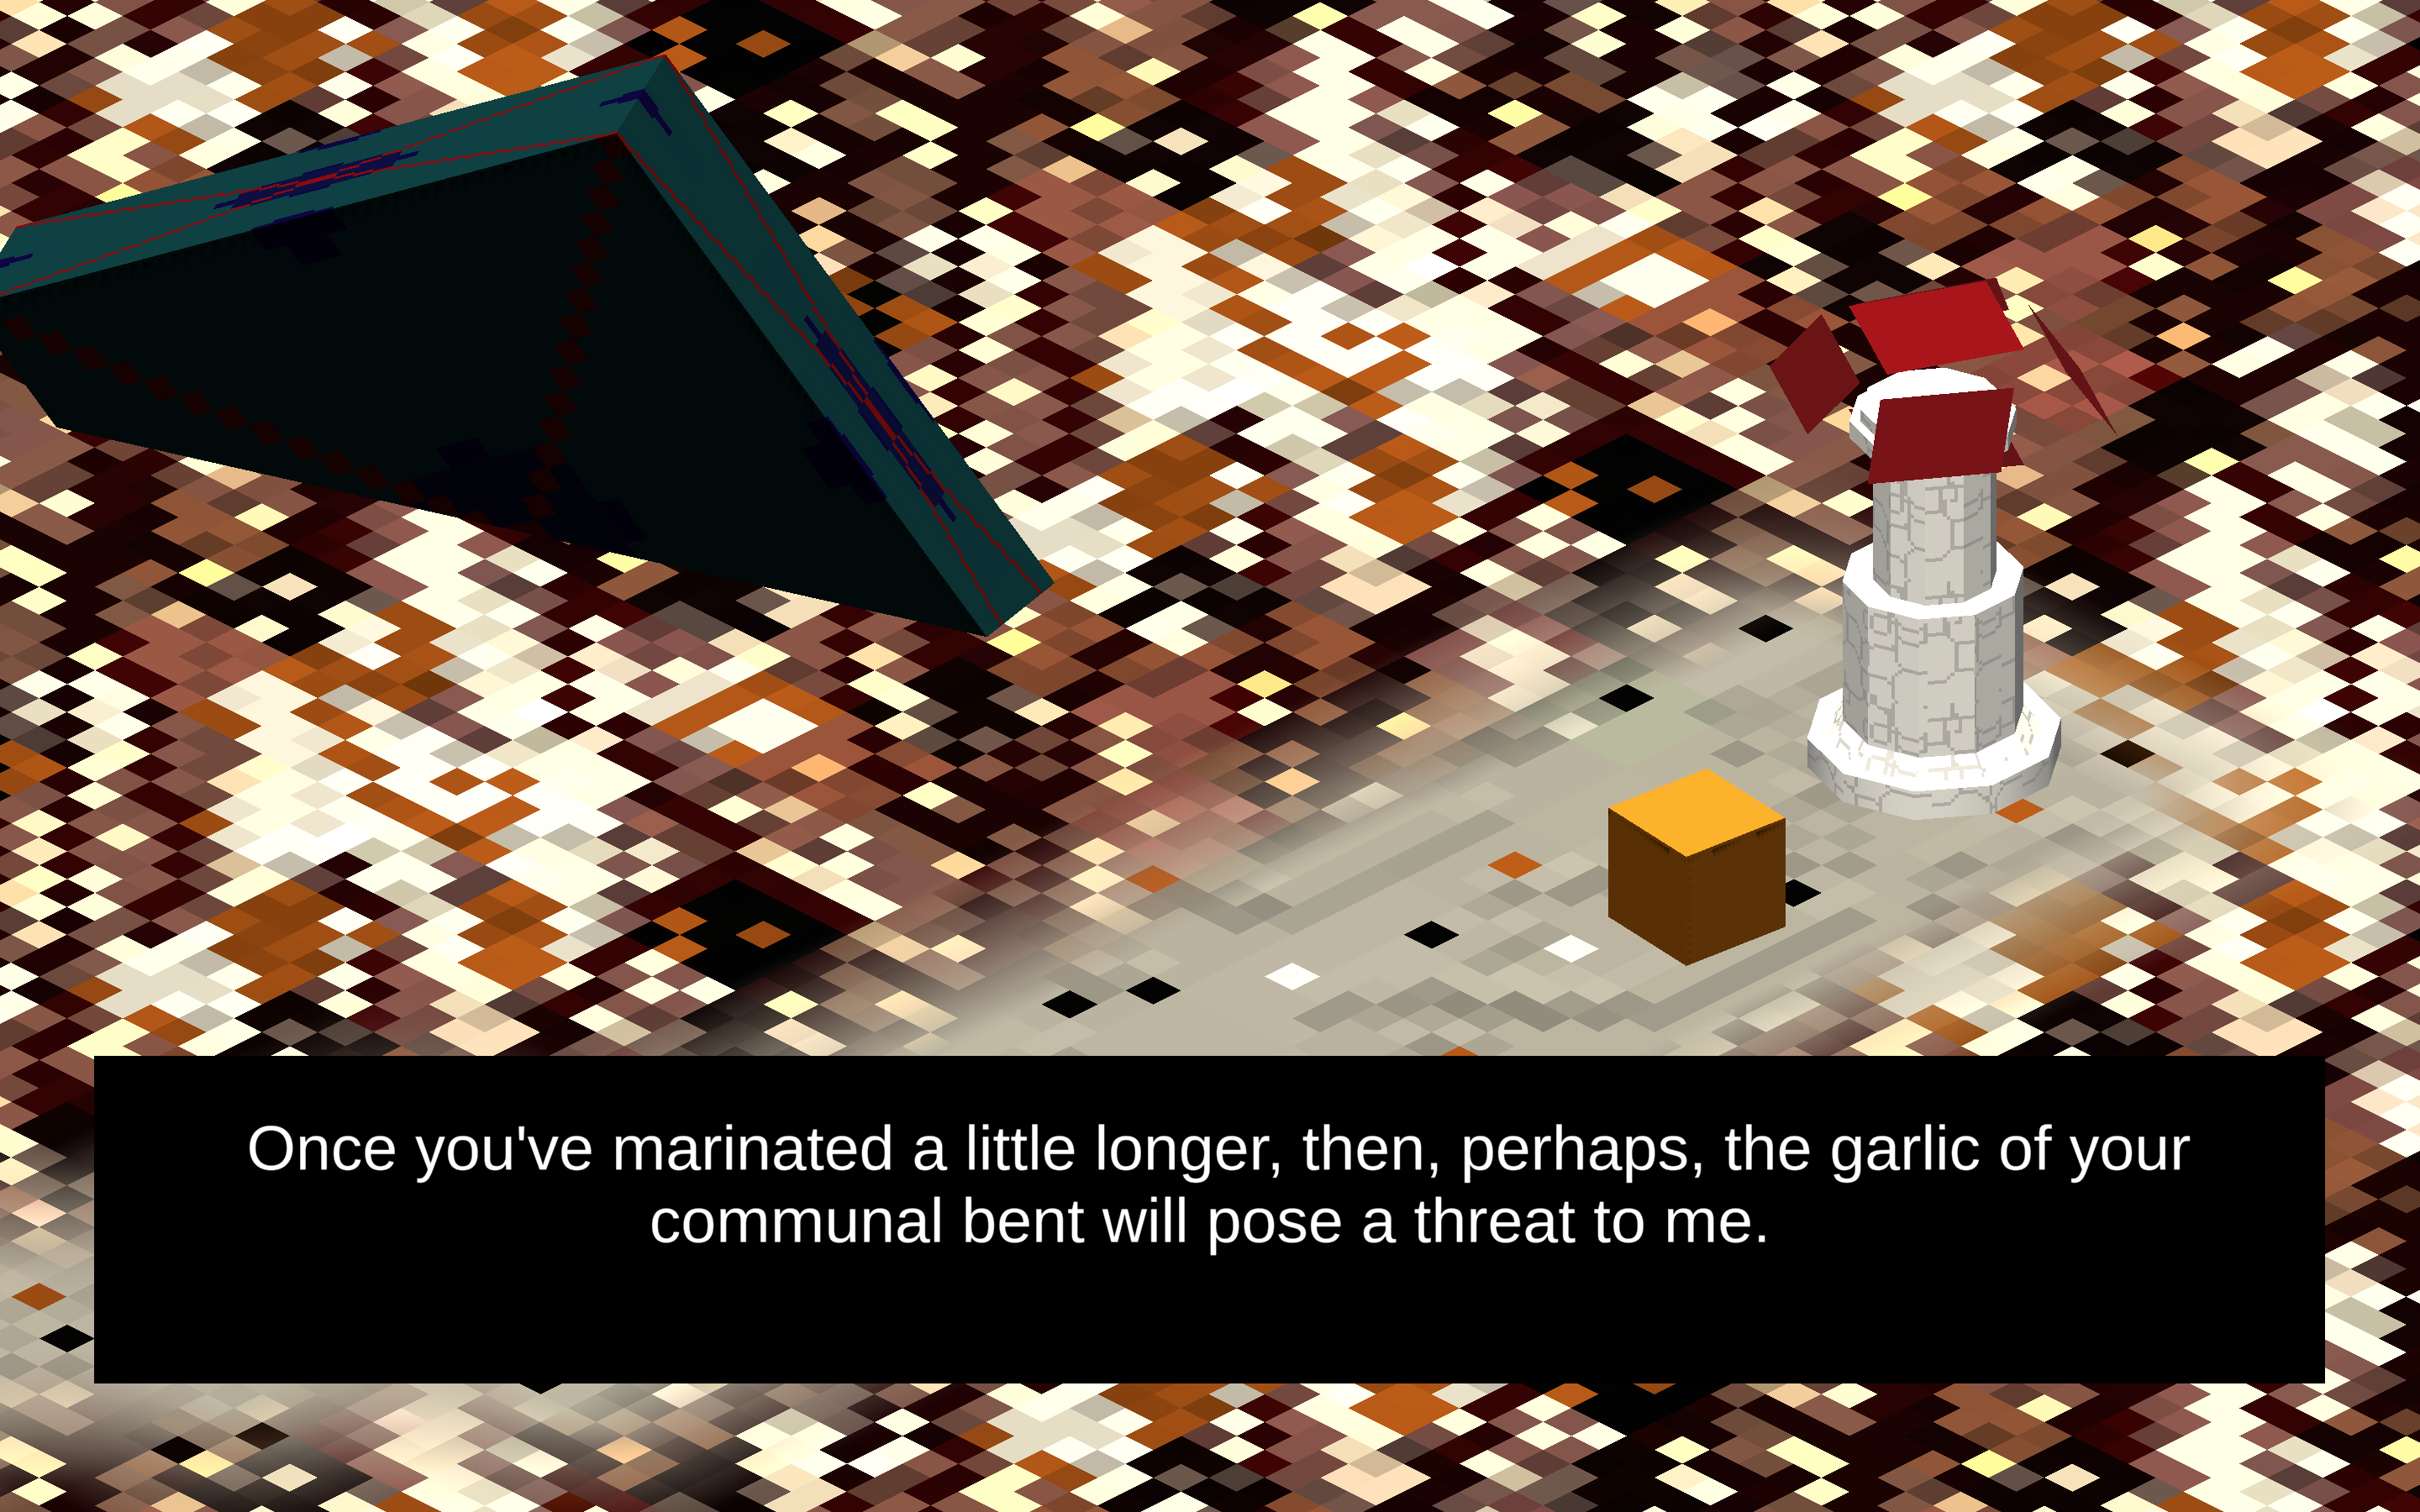 Once you've marinated a little longer, then, perhaps, the garlic of your
communal bent will pose a threat to me.